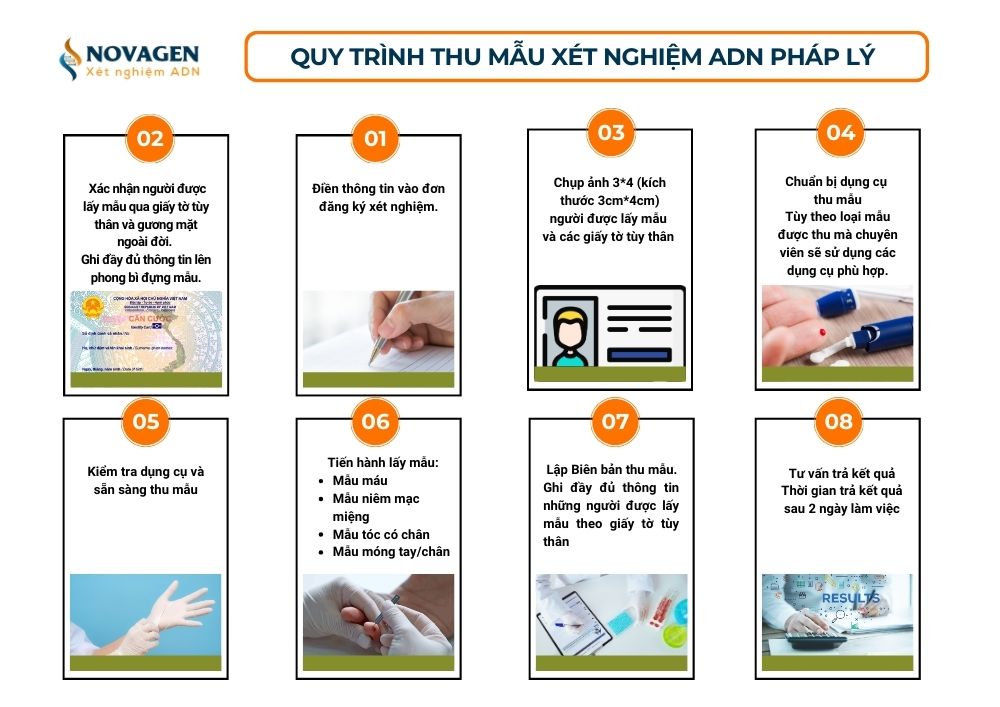 NOVAGEN
Xét nghiệm ADN
QUY TRÌNH THU MẪU XÉT NGHIỆM ADN PHÁP LÝ
02
Xác nhận người được
lấy mẫu qua giấy tờ tùy
thân và gương mặt
ngoài đời.
Ghi đầy đủ thông tin lên
phong bì đựng mẫu.
CỘNG HÒA XÃ HỘI CHỦ NGHĨA VIỆT NAM
CĂN CƯỚC
Identity Card
01
Điền thông tin vào đơn
đăng ký xét nghiệm.
03
Chụp ảnh 3*4 (kích
thước 3cm*4cm)
người được lấy mẫu
và các giấy tờ tùy thân
04
Chuẩn bị dụng cụ
thu mẫu
Tùy theo loại mẫu
được thu mà chuyên
viên sẽ sử dụng các
dụng cụ phù hợp.
05
Kiểm tra dụng cụ và
sẵn sàng thu mẫu
06
Tiến hành lấy mẫu:
• Mẫu máu
• Mẫu niêm mạc
miệng
• Mẫu tóc có chân
• Mẫu móng tay/chân
07
Lập Biên bản thu mẫu.
Ghi đầy đủ thông tin
những người được lấy
mẫu theo giấy tờ tùy
thân
08
Tư vấn trả kết quả
Thời gian trả kết quả
sau 2 ngày làm việc
RESULTS